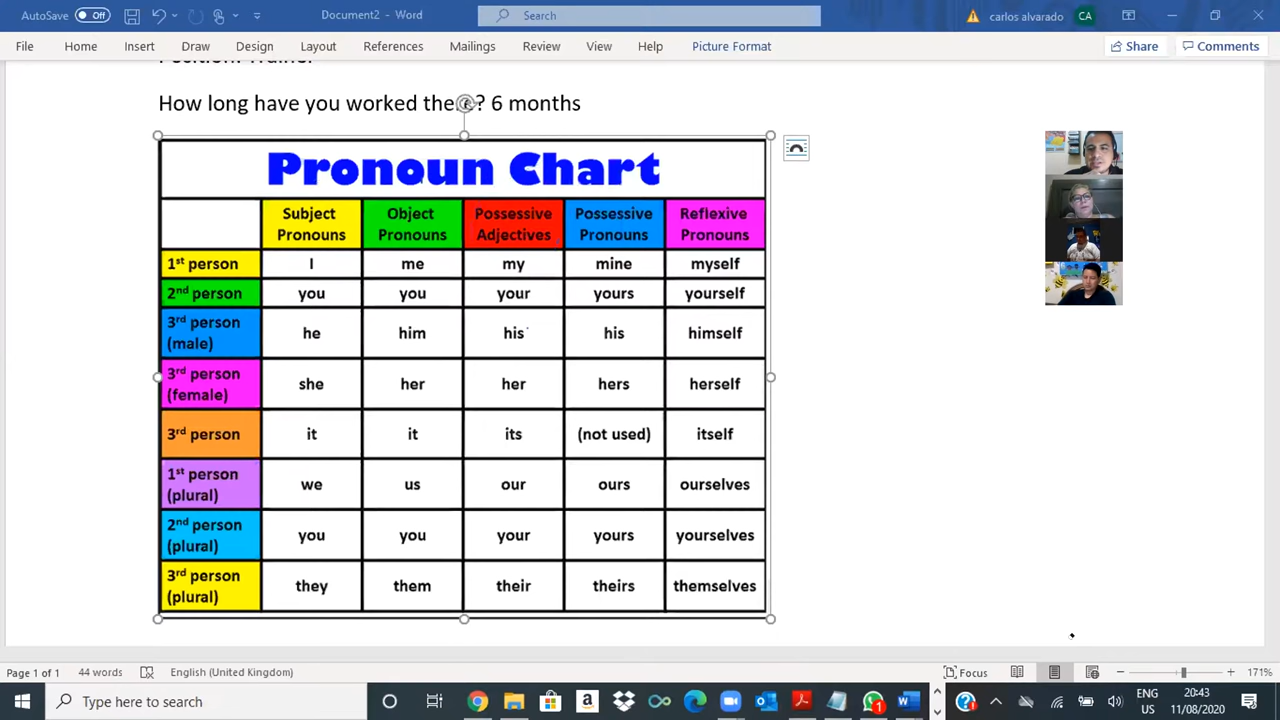 AutoSave Off Document2 - Word Search carlos alvarado CA
File Home Insert Draw Design Layout References Mailings Review View Help Picture Format Share Comments
Position: Trainer
How long have you worked there? 6 months
Pronoun Chart
Subject Pronouns Object Pronouns Possessive Adjectives Possessive Pronouns Reflexive Pronouns
1st person I me my mine myself
2nd person you you your yours yourself
3rd person (male) he him his his himself
3rd person (female) she her her hers herself
3rd person it it its (not used) itself
1st person (plural) we us our ours ourselves
2nd person (plural) you you your yours yourselves
3rd person (plural) they them their theirs themselves
Page 1 of 1 44 words English (United Kingdom) Focus 171%
Type here to search 1 ENG 20:43
US 11/08/2020